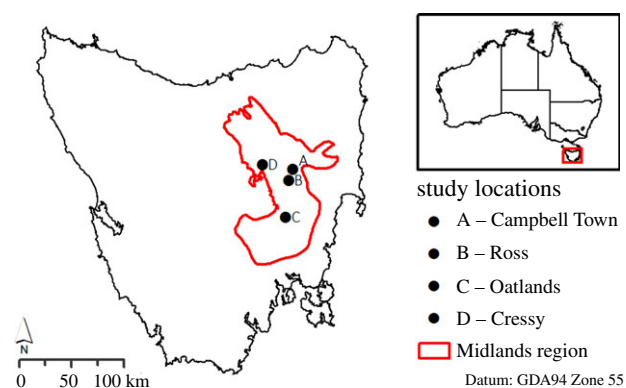 D
A
B
C
N
0 50 100 km
study locations
A – Campbell Town
B – Ross
C – Oatlands
D – Cressy
Midlands region
Datum: GDA94 Zone 55